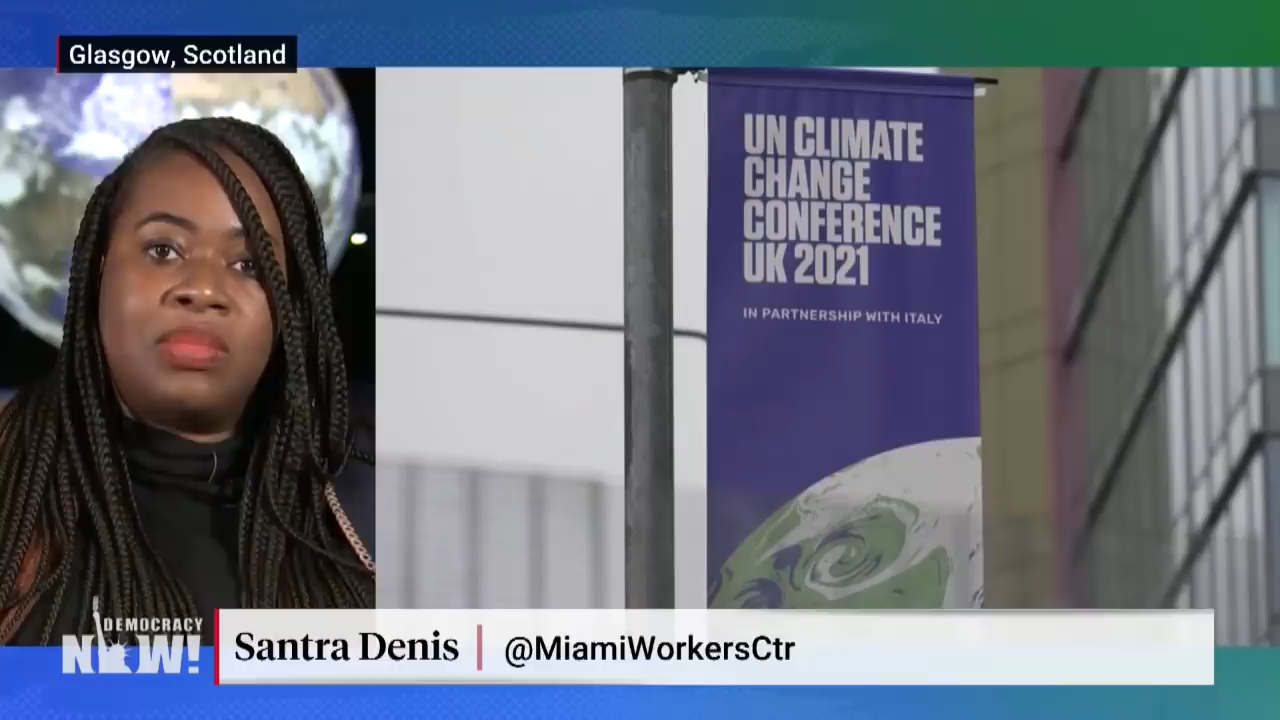 Glasgow, Scotland
UN CLIMATE
CHANGE
CONFERENCE
UK 2021
IN PARTNERSHIP WITH ITALY
DEMOCRACY
NOW!
Santra Denis
@MiamiWorkersCtr